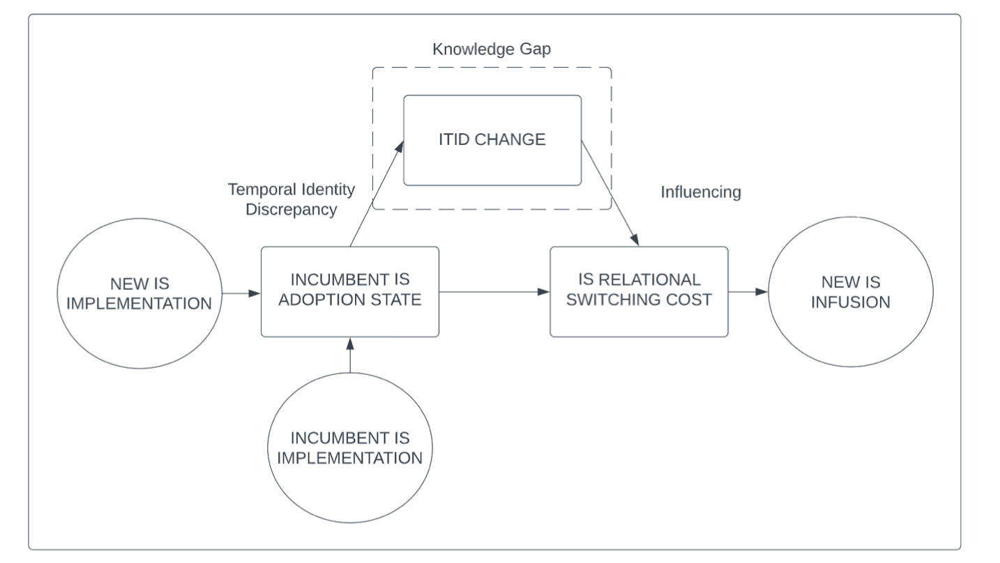 Knowledge Gap
ITID CHANGE
Temporal Identity
Discrepancy
Influencing
NEW IS
IMPLEMENTATION
INCUMBENT IS
ADOPTION STATE
IS RELATIONAL
SWITCHING COST
NEW IS
INFUSION
INCUMBENT IS
IMPLEMENTATION